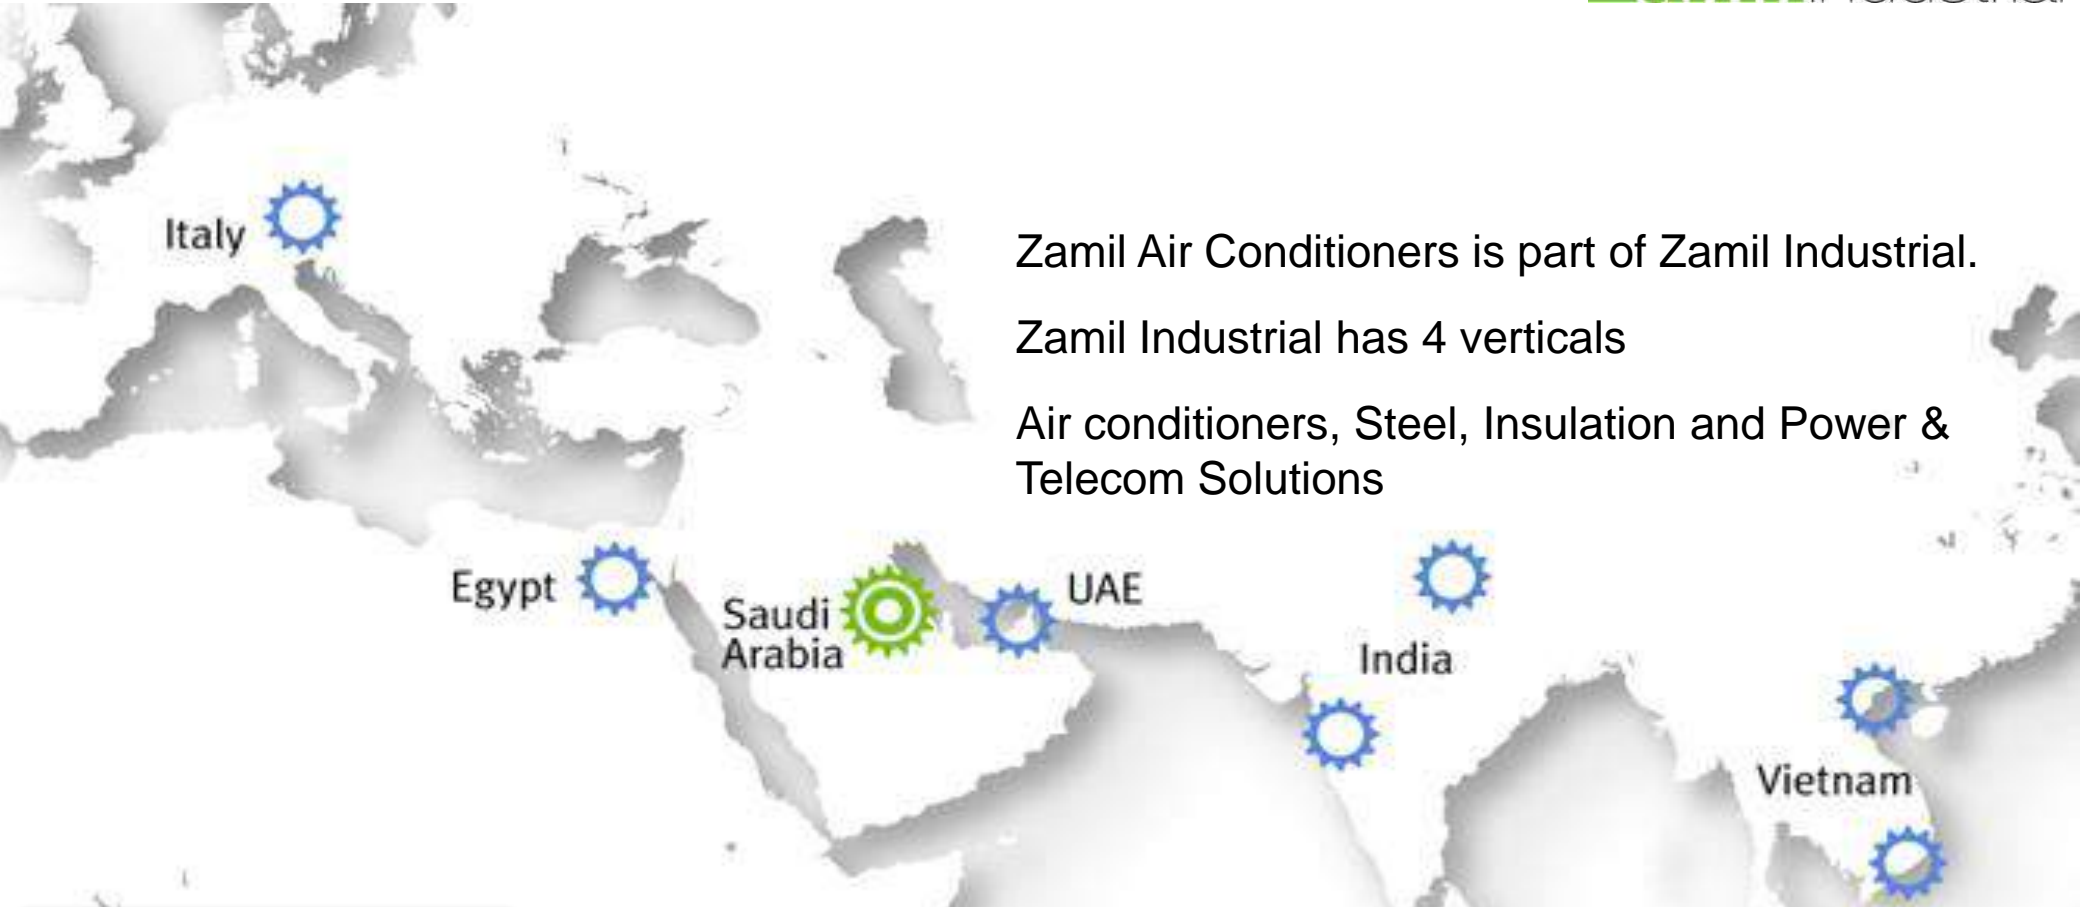 Italy
Zamil Air Conditioners is part of Zamil Industrial.
Zamil Industrial has 4 verticals
Air conditioners, Steel, Insulation and Power &
Telecom Solutions
Egypt
Saudi
Arabia
UAE
India
Vietnam